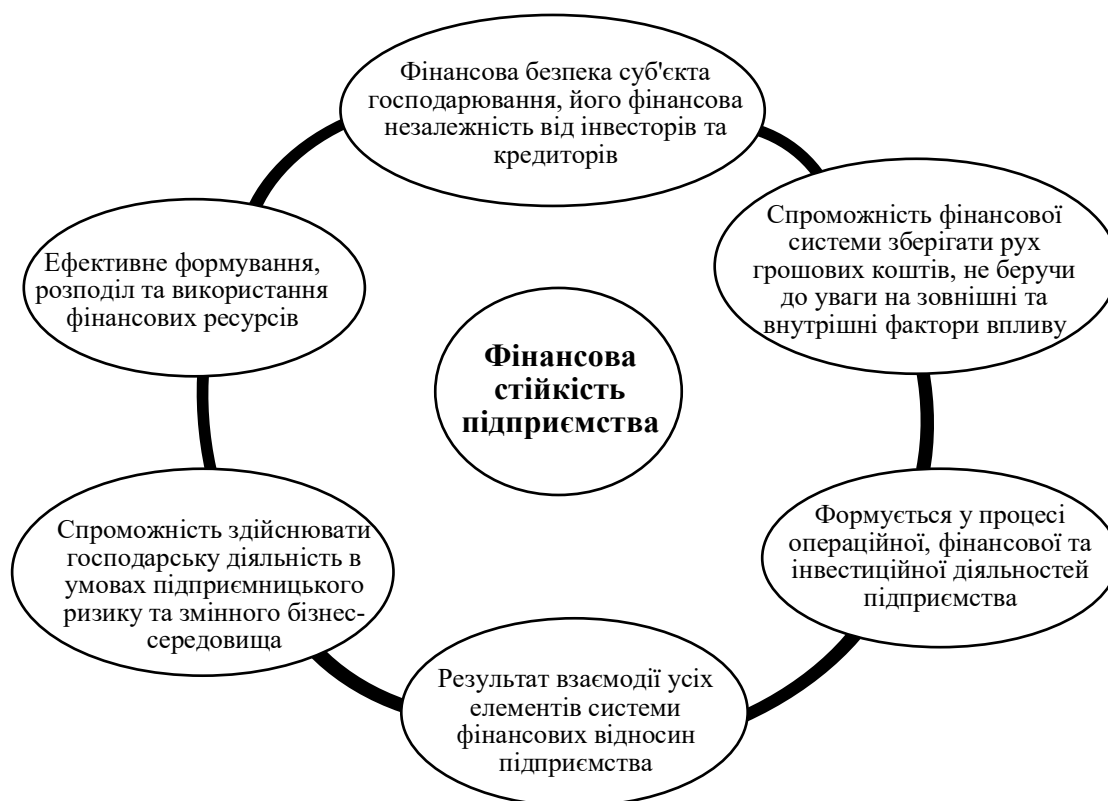 Фінансова безпека суб'єкта
господарювання, його фінансова
незалежність від інвесторів та
кредиторів
Спроможність фінансової
системи зберігати рух
грошових коштів, не беручи
до уваги на зовнішні та
внутрішні фактори впливу
Ефективне формування,
розподіл та використання
фінансових ресурсів
Фінансова
стійкість
підприємства
Спроможність здійснювати
господарську діяльність в
умовах підприємницького
ризику та змінного бізнес-
середовища
Формується у процесі
операційної, фінансової та
інвестиційної діяльностей
підприємства
Результат взаємодії усіх
елементів системи
фінансових відносин
підприємства